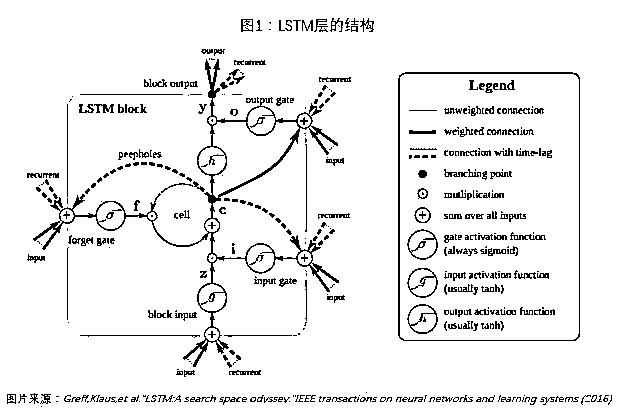 图1：LSTM层的结构
output
recurrent
block output
y
o
output gate
recurrent
LSTM block
σ
input
h
peepholes
recurrent
f
c
cell
σ
forget gate
input
recurrent
i
σ
z
input gate
input
g
block input
input
recurrent
Legend
unweighted connection
weighted connection
connection with time-lag
branching point
mutliplication
sum over all inputs
gate activation function
(always sigmoid)
input activation function
(usually tanh)
output activation function
(usually tanh)
图片来源：Greff,Klaus,et al."LSTM:A search space odyssey."IEEE transactions on neural networks and learning systems (2016)